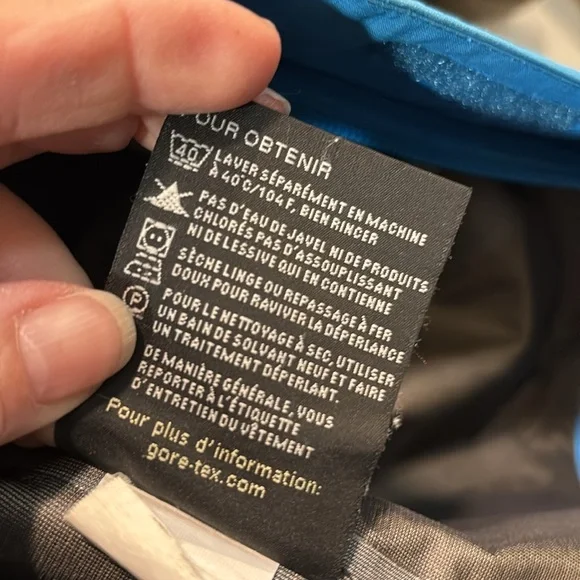 POUR OBTENIR
40
LAVER SÉPARÉMENT EN MACHINE
À 40°C/104 F, BIEN RINCER
PAS D'EAU DE JAVEL NI DE PRODUITS
CHLORÉS PAS D'ASSOUPLISSANT
NI DE LESSIVE QUI EN CONTIENNE
SÈCHE LINGE OU REPASSAGE À FER
DOUX POUR RAVIVER LA DÉPERLANCE
P
POUR LE NETTOYAGE À SEC, UTILISER
UN BAIN DE SOLVANT NEUF ET FAIRE
UN TRAITEMENT DÉPERLANT.
DE MANIÈRE GÉNÉRALE, VOUS
REPORTER À L'ÉTIQUETTE
D'ENTRETIEN DU VÊTEMENT
Pour plus d'information:
gore-tex.com